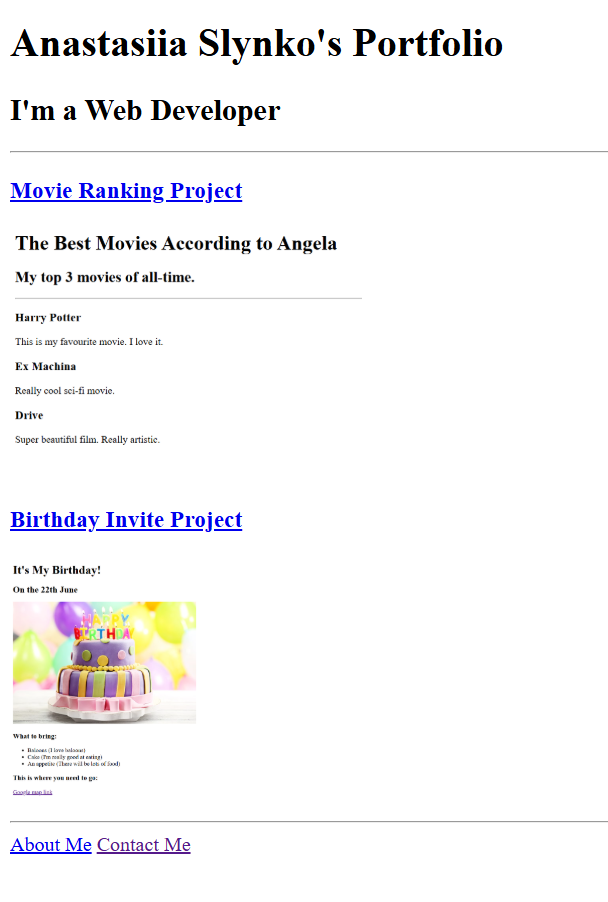 Anastasiia Slynko's Portfolio
I'm a Web Developer
Movie Ranking Project
The Best Movies According to Angela
My top 3 movies of all-time.
Harry Potter
This is my favourite movie. I love it.
Ex Machina
Really cool sci-fi movie.
Drive
Super beautiful film. Really artistic.
Birthday Invite Project
It's My Birthday!
On the 22th June
HAPPY
BIRTHDAY
What to bring:
Baloons (I love baloons)
Cake (I'm really good at eating)
An appetite (There will be lots of food)
This is where you need to go:
Google map link
About Me Contact Me